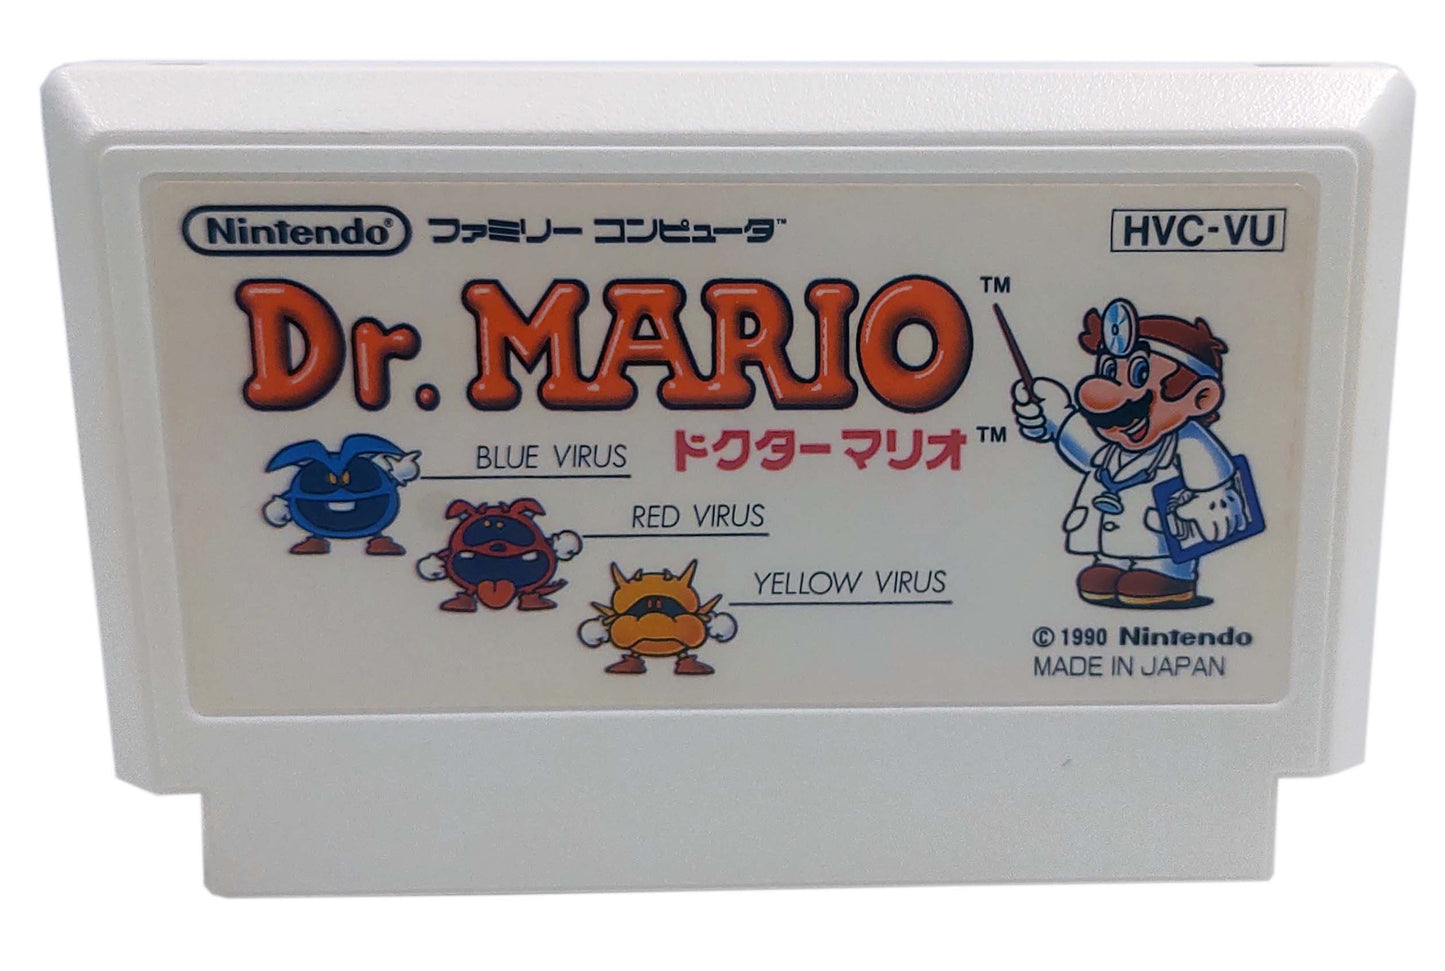 Nintendo® ファミリー コンピュータ™ HVC-VU
Dr. MARIO™
ドクターマリオ™
BLUE VIRUS
RED VIRUS
YELLOW VIRUS
© 1990 Nintendo
MADE IN JAPAN